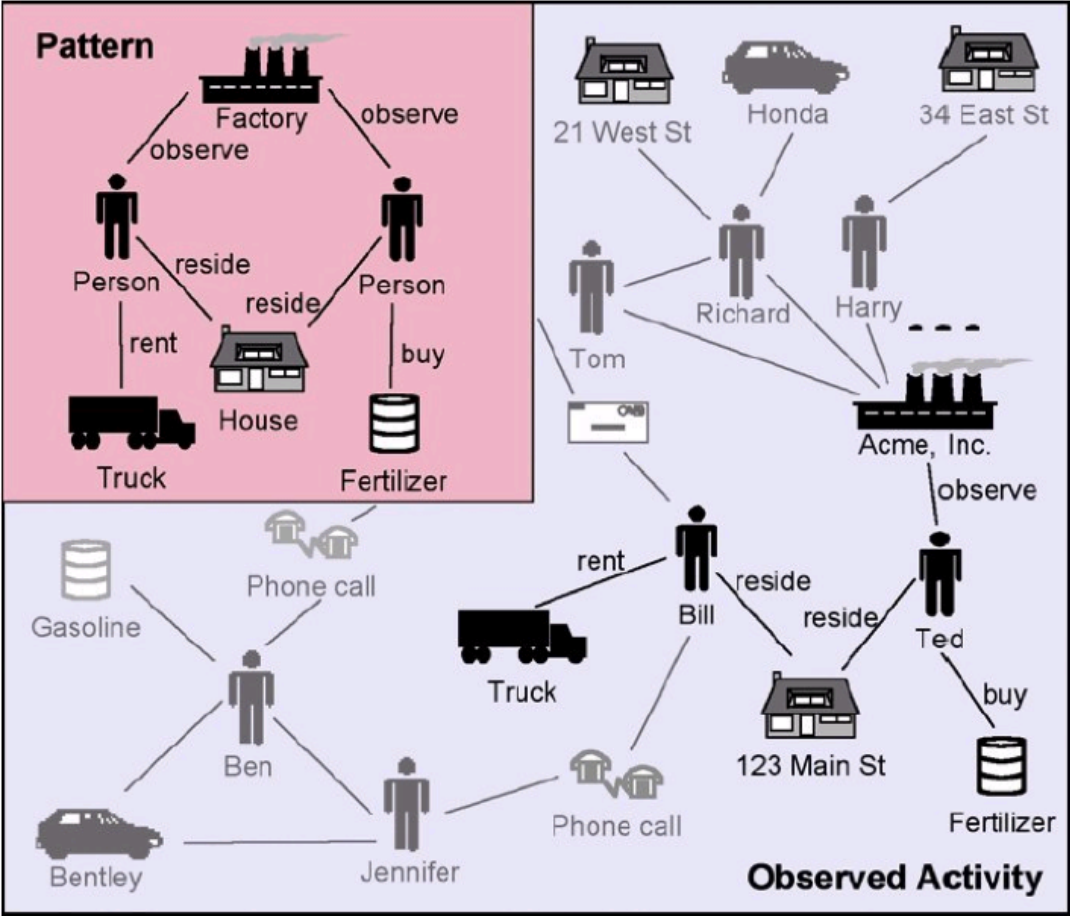 Pattern
Factory
observe
observe
Person
Person
reside
reside
rent
buy
House
Truck
Fertilizer
21 West St
Honda
34 East St
Tom
Richard
Harry
Acme, Inc.
observe
Gasoline
Phone call
rent
Bill
reside
reside
Ted
Truck
buy
Ben
123 Main St
Phone call
Fertilizer
Bentley
Jennifer
Observed Activity